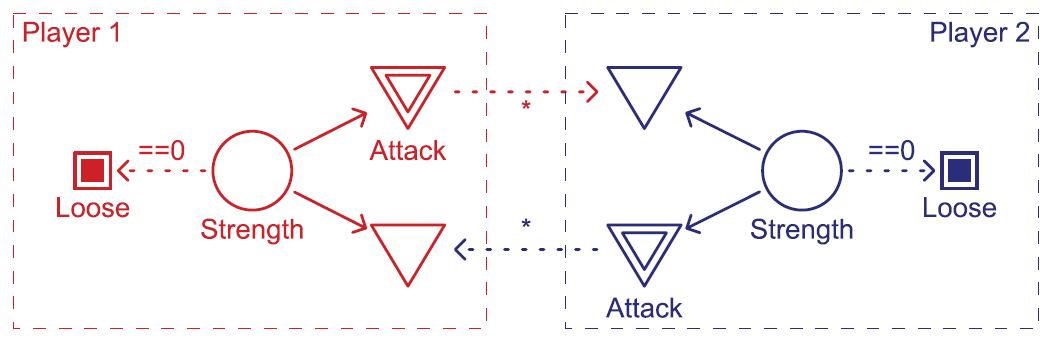 Player 1
Player 2
*
Attack
==0
==0
Loose
Strength
*
Strength
Loose
Attack